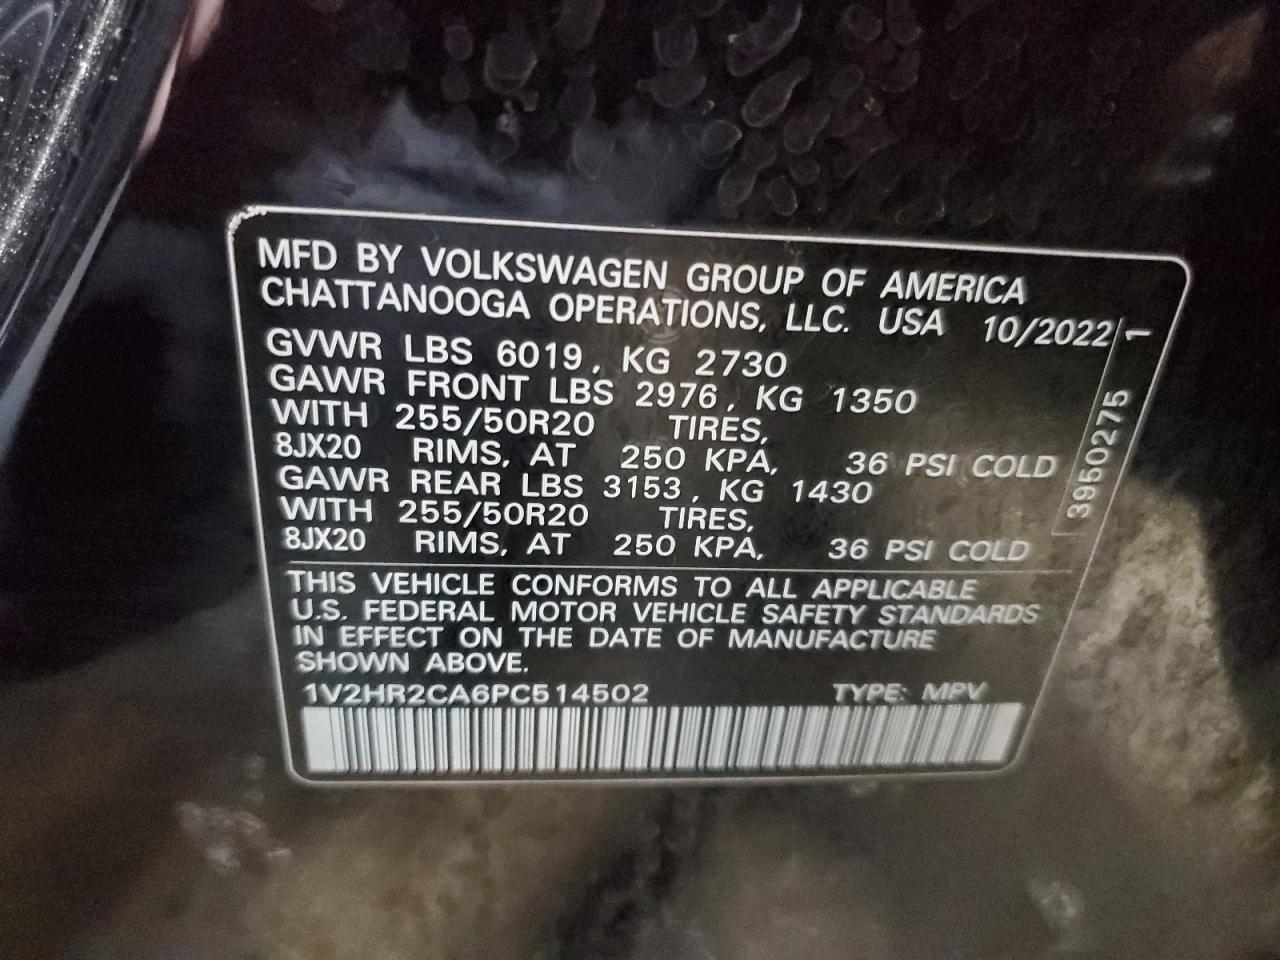 MFD BY VOLKSWAGEN GROUP OF AMERICA
CHATTANOOGA OPERATIONS, LLC. USA 10/2022
GVWR LBS 6019, KG 2730
GAWR FRONT LBS 2976, KG 1350
WITH 255/50R20 TIRES,
8JX20 RIMS, AT 250 KPA, 36 PSI COLD
GAWR REAR LBS 3153, KG 1430
WITH 255/50R20 TIRES,
8JX20 RIMS, AT 250 KPA, 36 PSI COLD
THIS VEHICLE CONFORMS TO ALL APPLICABLE
U.S. FEDERAL MOTOR VEHICLE SAFETY STANDARDS
IN EFFECT ON THE DATE OF MANUFACTURE
SHOWN ABOVE.
1V2HR2CA6PC514502 TYPE: MPV
3950275 1